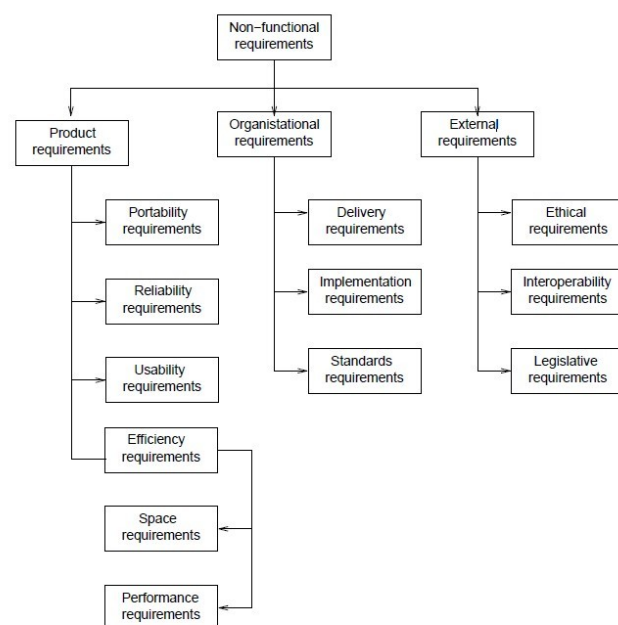 Non-functional
requirements
Product
requirements
Organistational
requirements
External
requirements
Portability
requirements
Delivery
requirements
Ethical
requirements
Reliability
requirements
Implementation
requirements
Interoperability
requirements
Usability
requirements
Standards
requirements
Legislative
requirements
Efficiency
requirements
Space
requirements
Performance
requirements